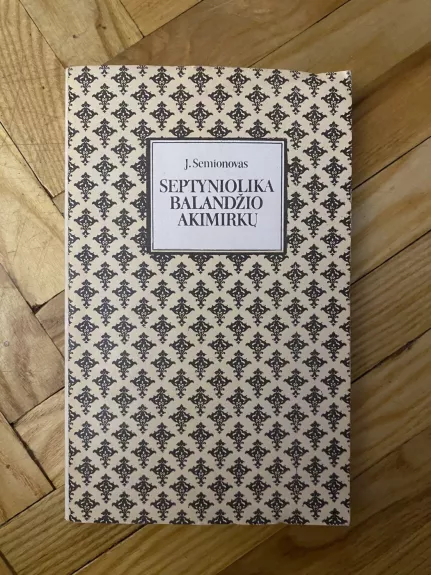 J. Semionovas
SEPTYNIOLIKA
BALANDŽIO
AKIMIRKŲ